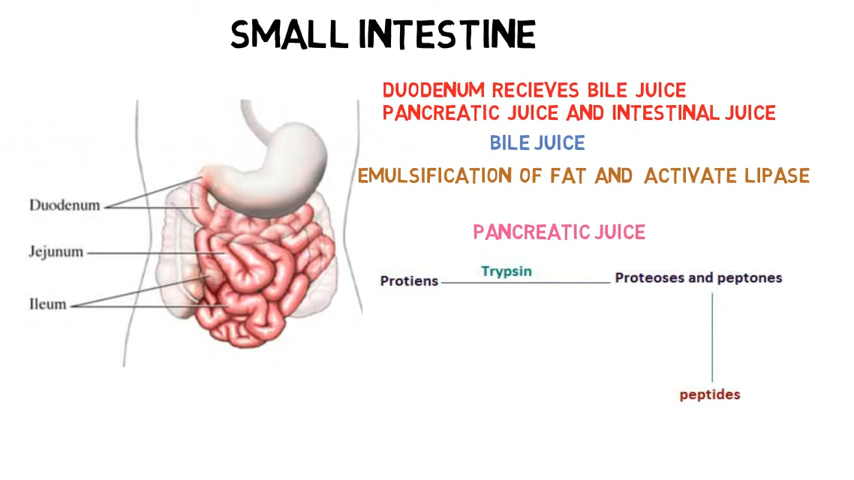 SMALL INTESTINE
DUODENUM RECIEVES BILE JUICE
PANCREATIC JUICE AND INTESTINAL JUICE
BILE JUICE
EMULSIFICATION OF FAT AND ACTIVATE LIPASE
Duodenum
Jejunum
Ileum
PANCREATIC JUICE
Protiens
Trypsin
Proteoses and peptones
peptides